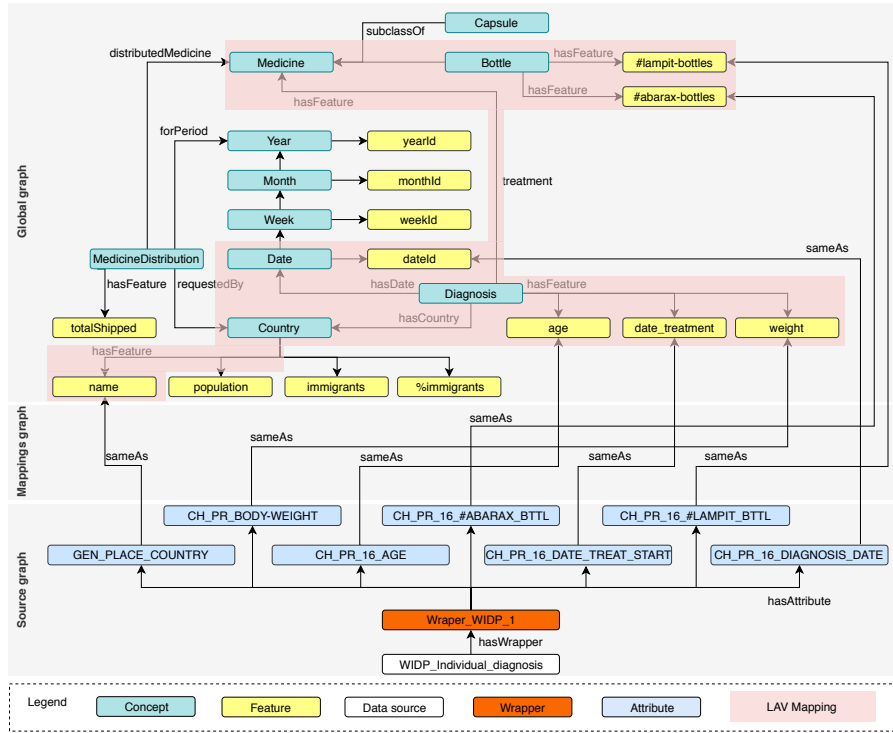 Capsule
subclassOf
distributedMedicine
hasFeature
Medicine
Bottle
#lampit-bottles
hasFeature
#abarax-bottles
hasFeature
forPeriod
Year
yearId
Global graph
Month
monthId
treatment
Week
weekId
sameAs
MedicineDistribution
Date
dateId
hasFeature
requestedBy
hasDate
hasFeature
Diagnosis
hasCountry
totalShipped
Country
age
date_treatment
weight
hasFeature
name
population
immigrants
%immigrants
Mappings graph
sameAs
sameAs
sameAs
sameAs
sameAs
sameAs
Source graph
CH_PR_BODY-WEIGHT
CH_PR_16_#ABARAX_BTTL
CH_PR_16_#LAMPIT_BTTL
GEN_PLACE_COUNTRY
CH_PR_16_AGE
CH_PR_16_DATE_TREAT_START
CH_PR_16_DIAGNOSIS_DATE
hasAttribute
Wraper_WIDP_1
hasWrapper
WIDP_Individual_diagnosis
Legend
Concept
Feature
Data source
Wrapper
Attribute
LAV Mapping